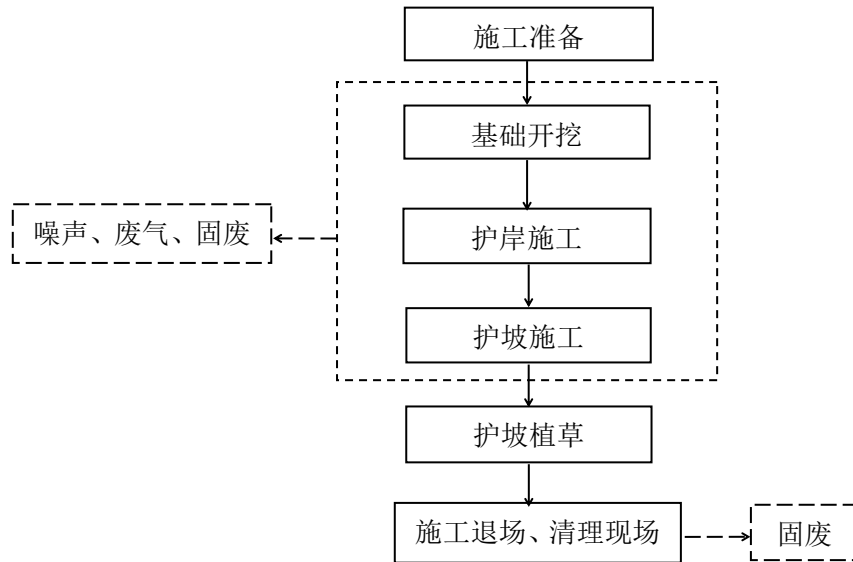 施工准备
基础开挖
噪声、废气、固废
护岸施工
护坡施工
护坡植草
施工退场、清理现场
固废